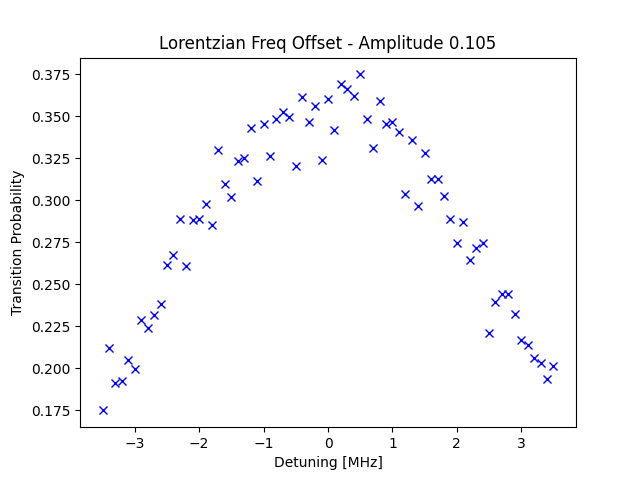 Lorentzian Freq Offset - Amplitude 0.105
Transition Probability
0.375
0.350
0.325
0.300
0.275
0.250
0.225
0.200
0.175
−3 −2 −1 0 1 2 3
Detuning [MHz]